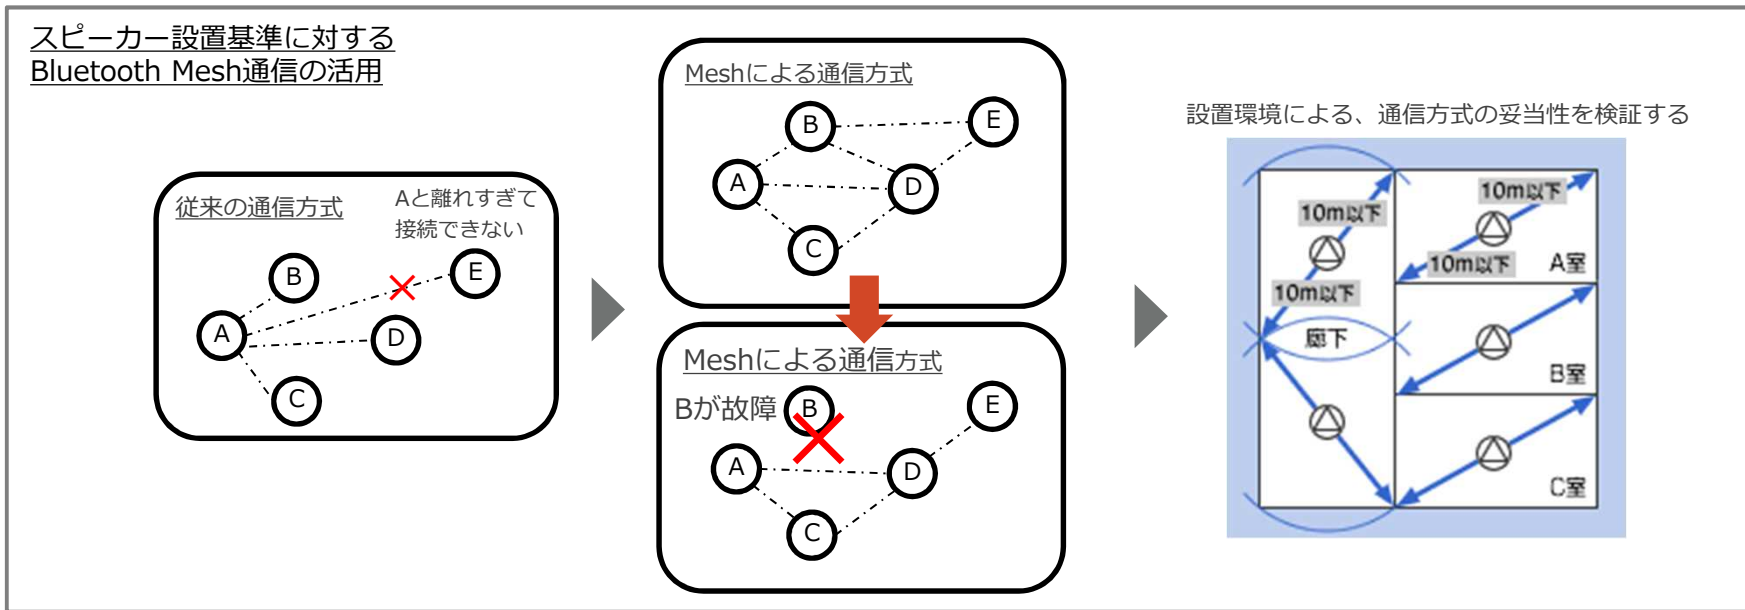 スピーカー設置基準に対する
Bluetooth Mesh通信の活用
従来の通信方式
Aと離れすぎて
接続できない
B
E
A
D
C
Meshによる通信方式
B
E
A
D
C
Meshによる通信方式
Bが故障
B
E
A
D
C
設置環境による、通信方式の妥当性を検証する
10m以下
10m以下
10m以下
A室
10m以下
廊下
B室
C室